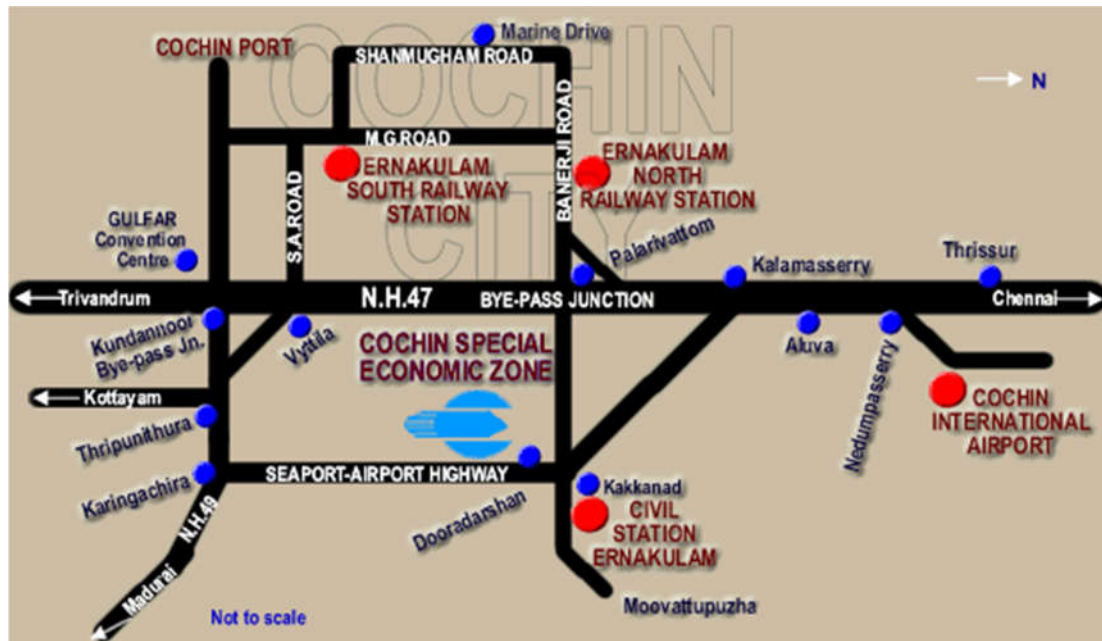 Marine Drive
COCHIN PORT
SHANMUGHAM ROAD
N
COCHIN
CITY
M.G.ROAD
BANERJI ROAD
ERNAKULAM
SOUTH RAILWAY
STATION
ERNAKULAM
NORTH
RAILWAY STATION
S.A.ROAD
GULFAR
Convention
Centre
Palarivattom
Kalamasserry
Thrissur
Trivandrum
N.H.47
BYE-PASS JUNCTION
Chennai
Kundannoor
Bye-pass Jn.
Vyttila
COCHIN SPECIAL
ECONOMIC ZONE
Aluva
Nedumpasserry
Kottayam
COCHIN
INTERNATIONAL
AIRPORT
Thripunithura
Karingachira
SEAPORT-AIRPORT HIGHWAY
Dooradarshan
Kakkanad
CIVIL
STATION
ERNAKULAM
N.H.49
Madurai
Not to scale
Moovattupuzha